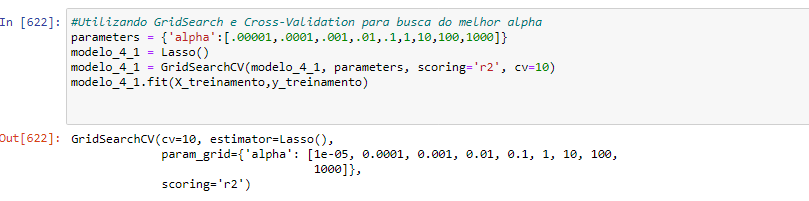 In [622]: #Utilizando GridSearch e Cross-Validation para busca do melhor alpha
parameters = {'alpha':[.00001,.0001,.001,.01,.1,1,10,100,1000]}
modelo_4_1 = Lasso()
modelo_4_1 = GridSearchCV(modelo_4_1, parameters, scoring='r2', cv=10)
modelo_4_1.fit(X_treinamento,y_treinamento)
Out[622]: GridSearchCV(cv=10, estimator=Lasso(),
param_grid={'alpha': [1e-05, 0.0001, 0.001, 0.01, 0.1, 1, 10, 100,
1000]},
scoring='r2')